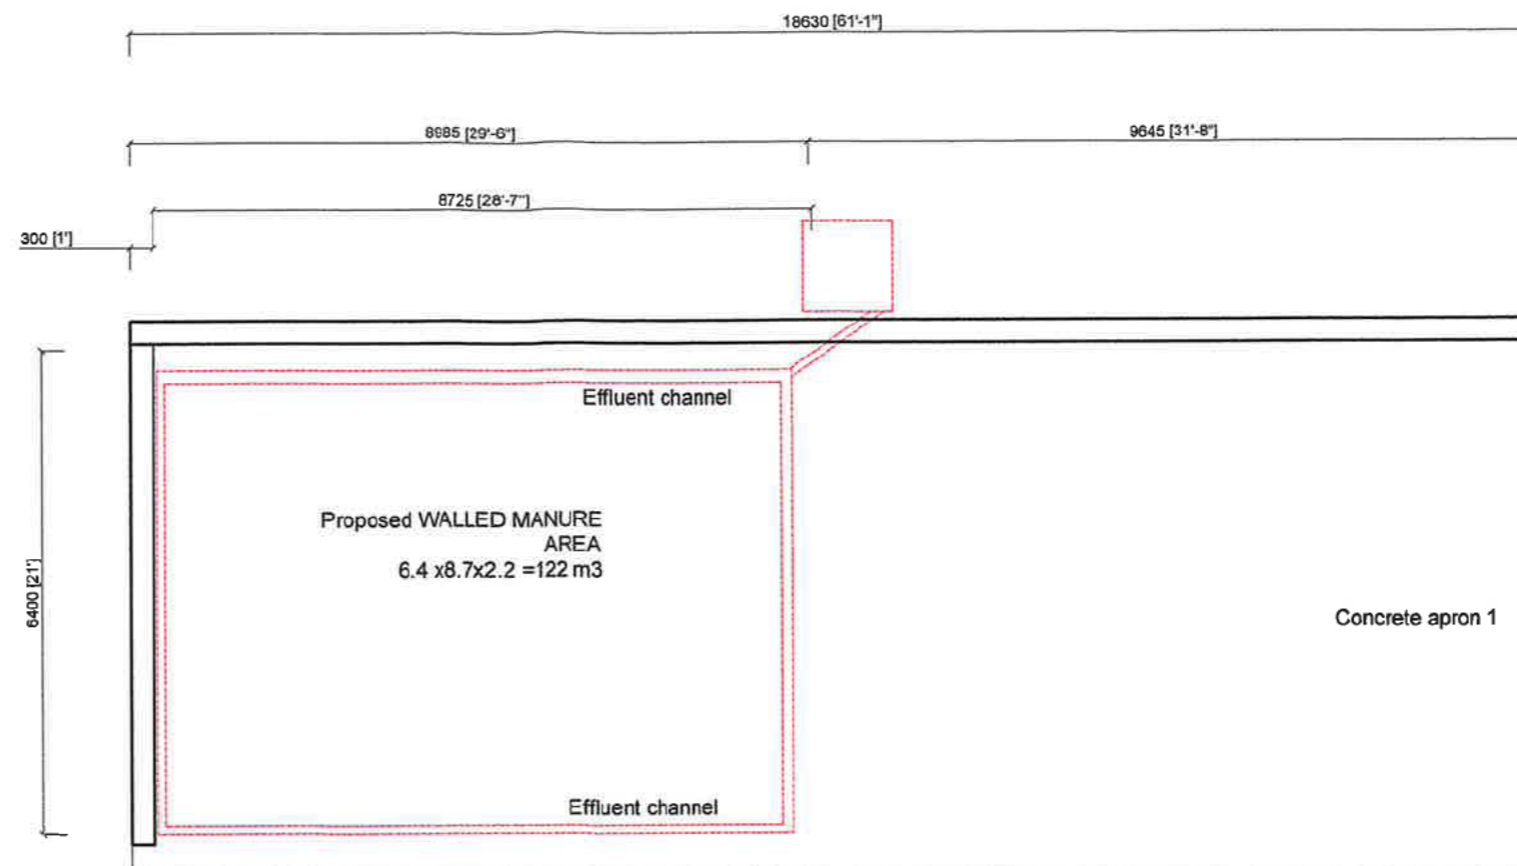 18630 [61'-1"]
8985 [29'-6"]
9645 [31'-8"]
8725 [28'-7"]
300 [1']
Effluent channel
Proposed WALLED MANURE
AREA
6.4 x8.7x2.2 =122 m3
6400 [21']
Concrete apron 1
Effluent channel